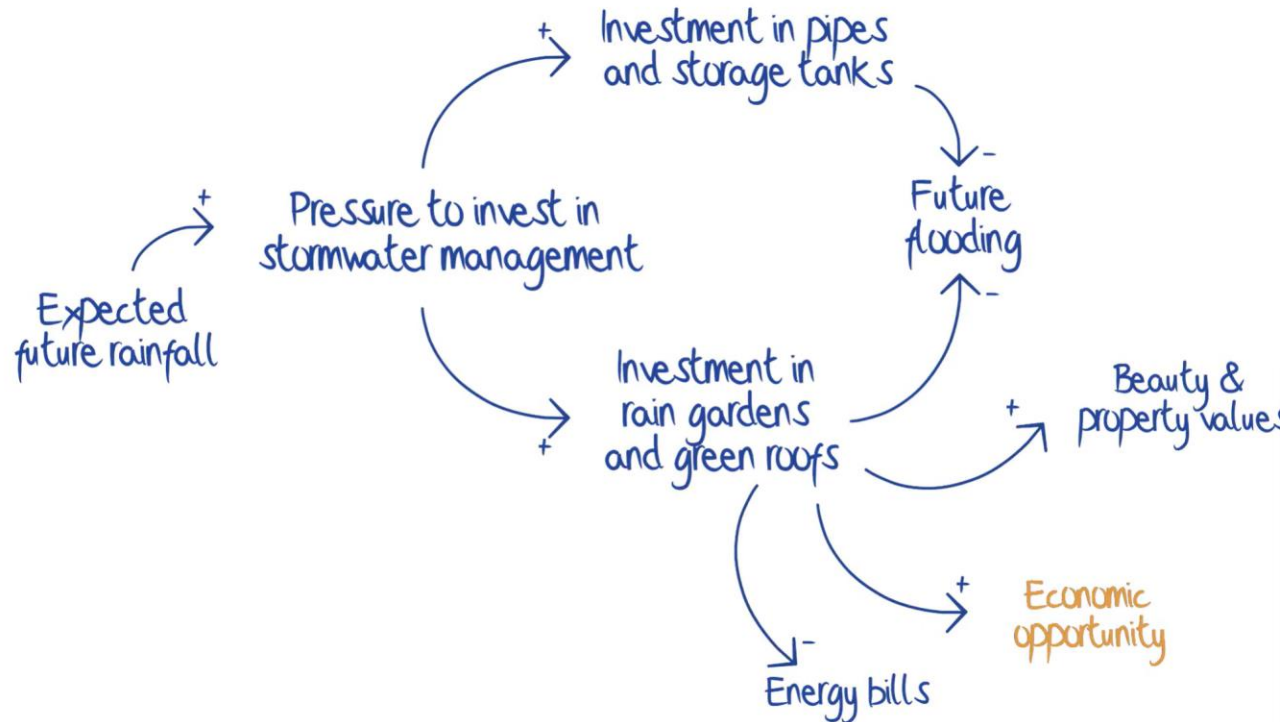 +
Investment in pipes
and storage tanks
-
+
Pressure to invest in
stormwater management
Future
flooding
-
Expected
future rainfall
+
Investment in
rain gardens
and green roofs
+
Beauty &
property values
+
Economic
opportunity
-
Energy bills